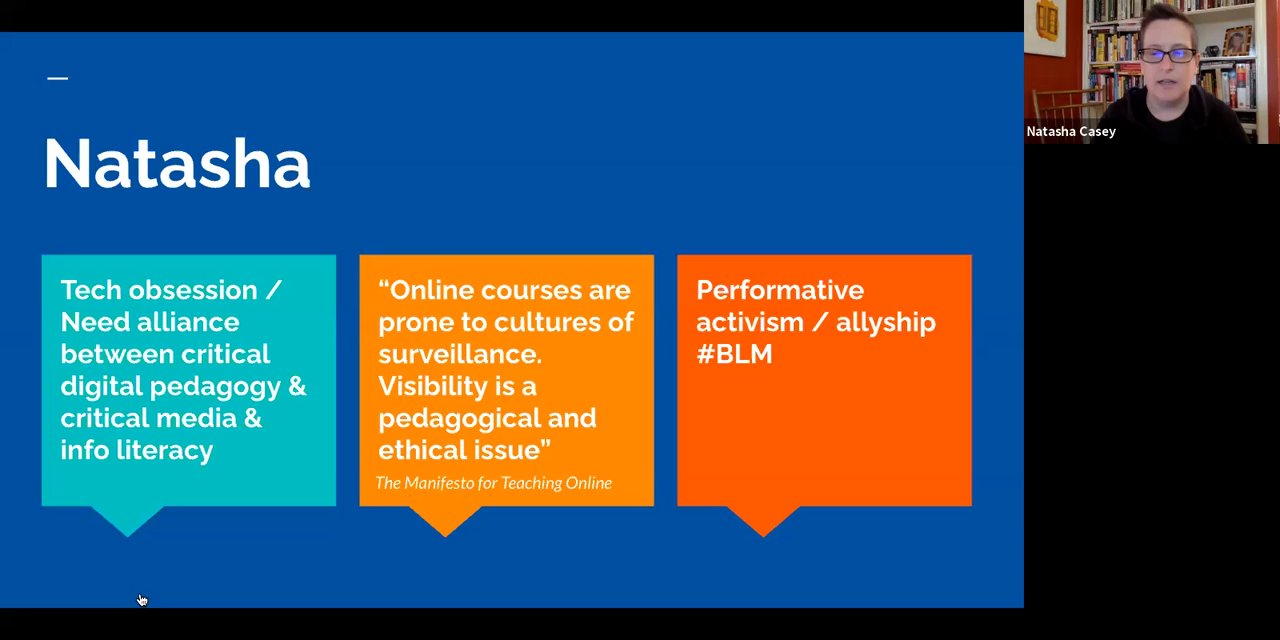 Natasha
Tech obsession /
Need alliance
between critical
digital pedagogy &
critical media &
info literacy
“Online courses are
prone to cultures of
surveillance.
Visibility is a
pedagogical and
ethical issue”
The Manifesto for Teaching Online
Performative
activism / allyship
#BLM
Natasha Casey